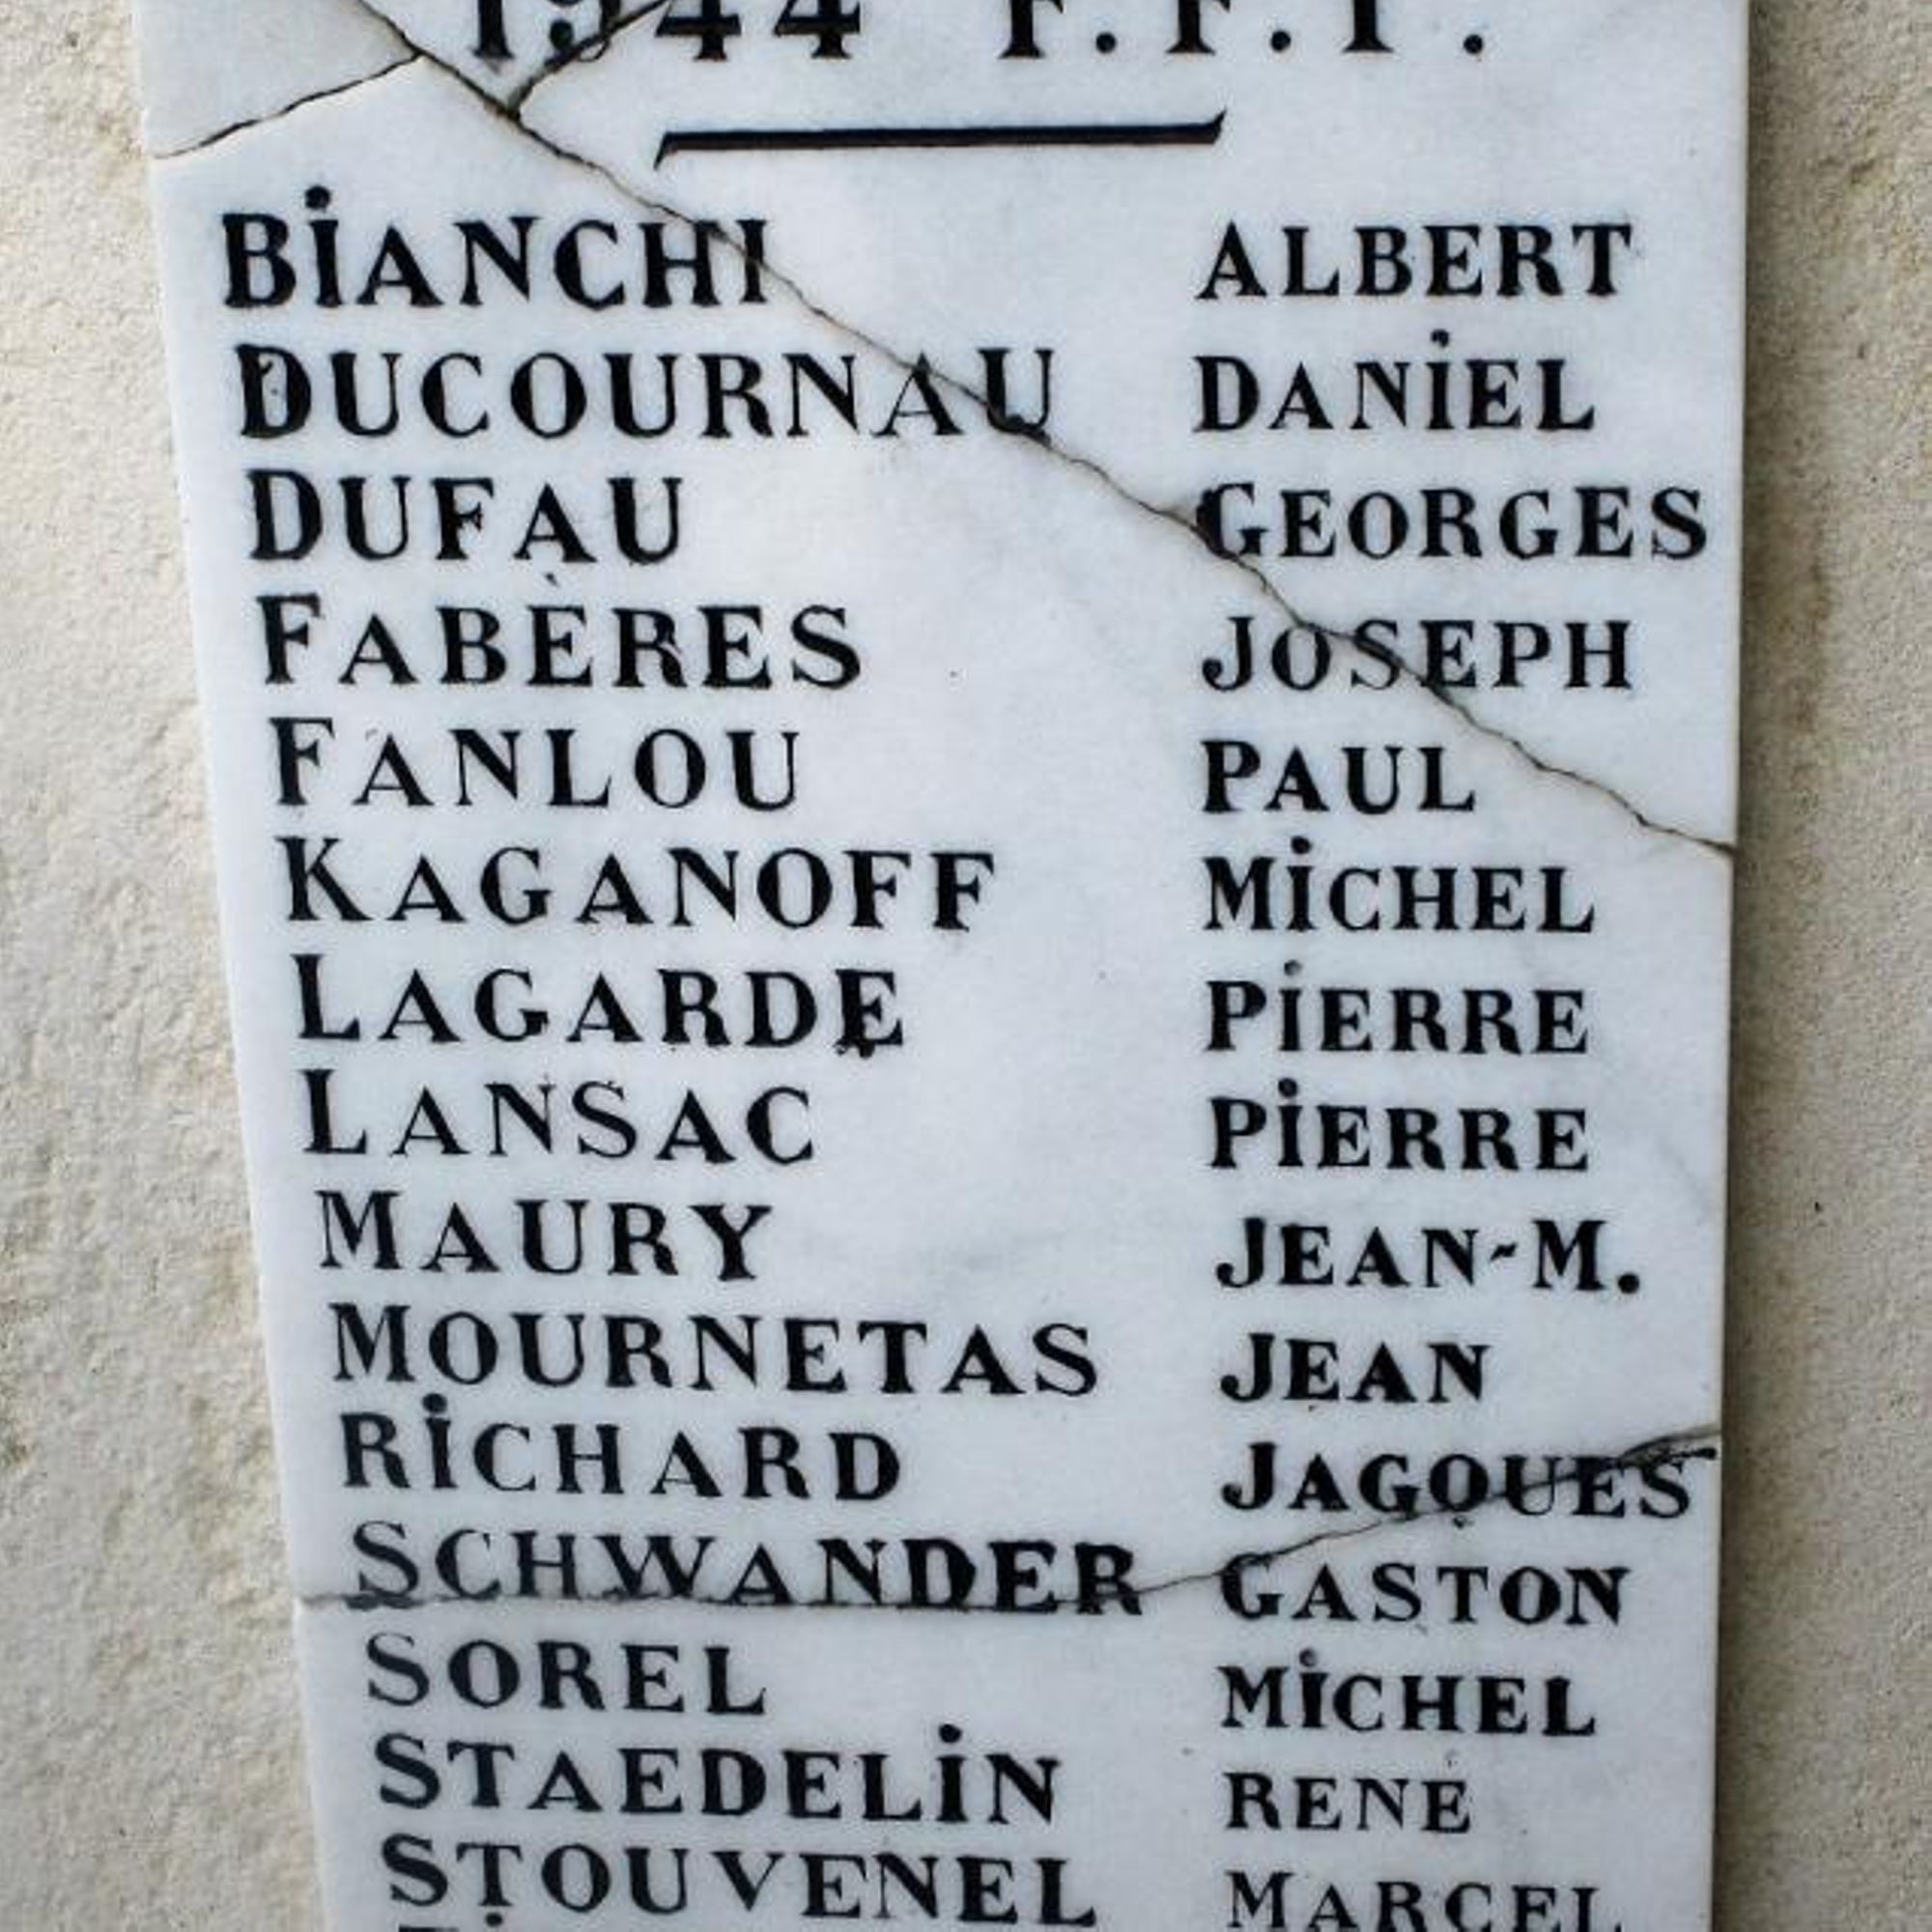 1944 F.F.I.
BiANCHI ALBERT
DUCOURNAU DANiEL
DUFAU GEORGES
FABÈRES JOSEPH
FANLOU PAUL
KAGANOFF MiCHEL
LAGARDE PiERRE
LANSAC PiERRE
MAURY JEAN-M.
MOURNETAS JEAN
RiCHARD JAGQUES
SCHWANDER GASTON
SOREL MiCHEL
STAEDELiN RENÉ
STOUVENEL MARCEL